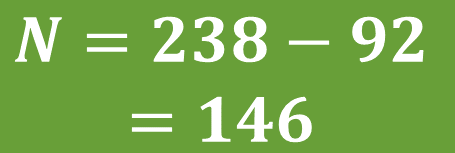 N = 238 − 92
= 146